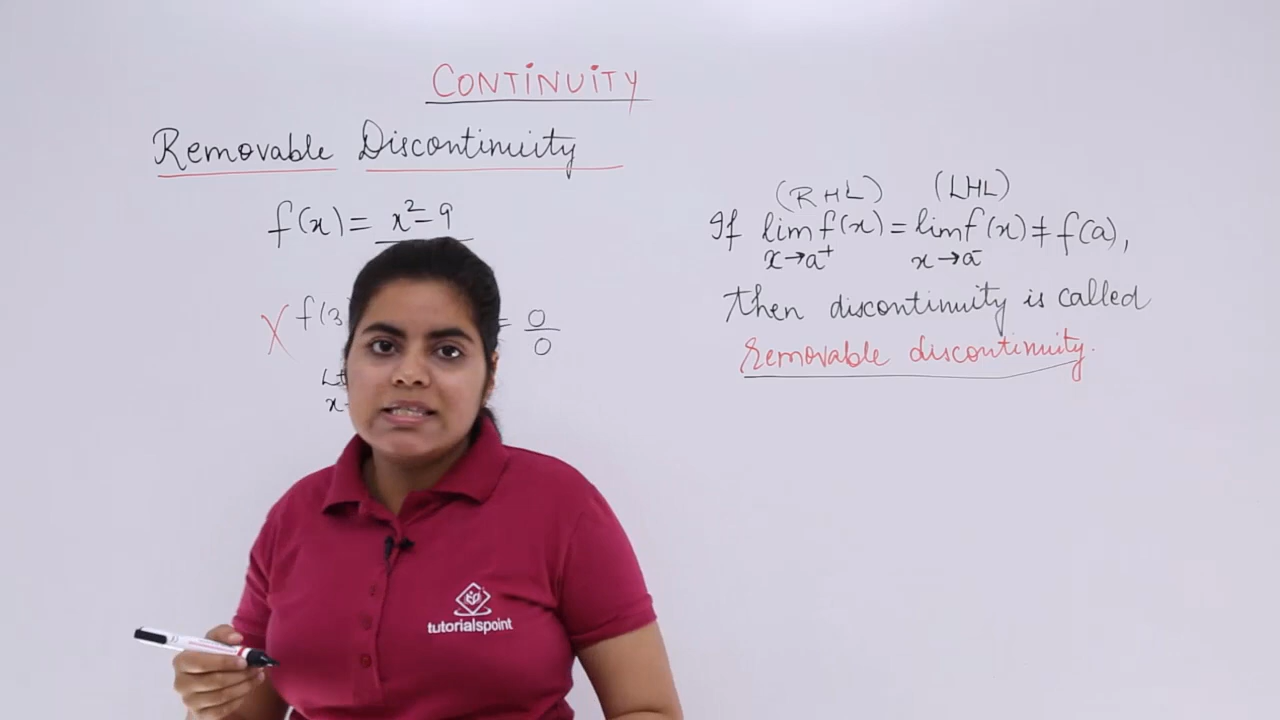 CONTINUITY
Removable Discontinuity
f(x) = x²-9
X f(3 = 0/0
Lt
x-
(RHL) (LHL)
If lim f(x) = lim f(x) ≠ f(a),
x→a⁺ x→a⁻
then discontinuity is called
removable discontinuity.
tutorialspoint